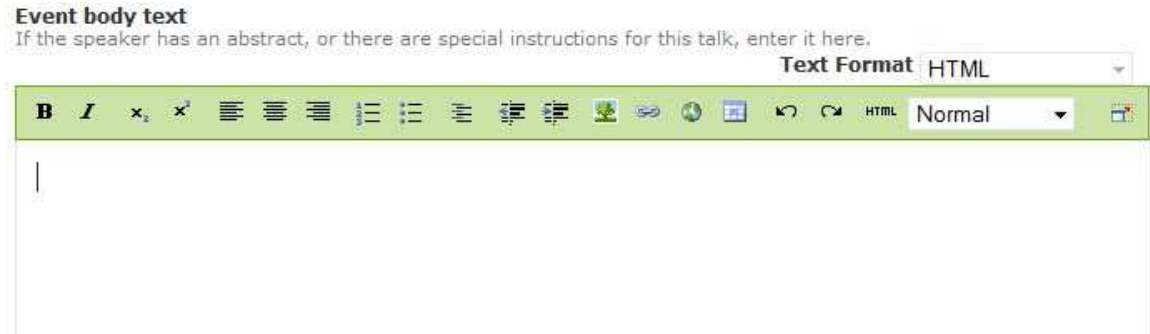 Event body text
If the speaker has an abstract, or there are special instructions for this talk, enter it here.
Text Format HTML
B I x₂ x² HTML Normal